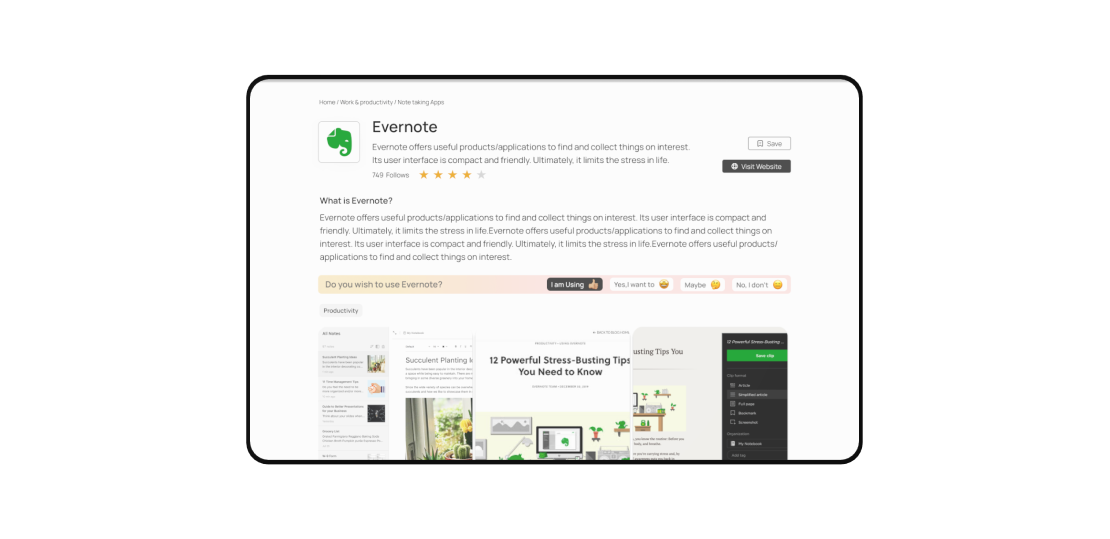 Home / Work & productivity / Note taking Apps
Evernote
Evernote offers useful products/applications to find and collect things on interest.
Its user interface is compact and friendly. Ultimately, it limits the stress in life.
749 Follows
Save
Visit Website
What is Evernote?
Evernote offers useful products/applications to find and collect things on interest. Its user interface is compact and
friendly. Ultimately, it limits the stress in life.Evernote offers useful products/applications to find and collect things on
interest. Its user interface is compact and friendly. Ultimately, it limits the stress in life.Evernote offers useful products/
applications to find and collect things on interest.
Do you wish to use Evernote?
I am Using
Yes,I want to
Maybe
No, I don't
Productivity
All Notes
Succulent Planting
12 Powerful Stress-Busting Tips
You Need to Know
usting Tips You
12 Powerful Stress-Busting ...
Save clip
Clip format
Article
Simplified article
Full page
Bookmark
Screenshot
Organization
My Notebook
Add tag